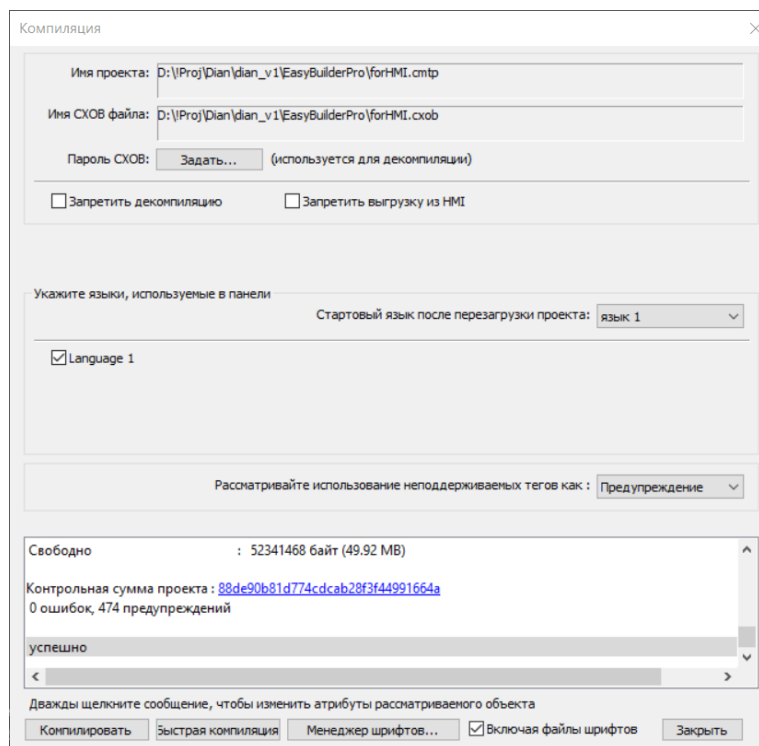 Компиляция
Имя проекта: D:\!Proj\Dian\dian_v1\EasyBuilderPro\forHMI.cmtp
Имя CXOB файла: D:\!Proj\Dian\dian_v1\EasyBuilderPro\forHMI.cxob
Пароль CXOB: Задать... (используется для декомпиляции)
Запретить декомпиляцию Запретить выгрузку из HMI
Укажите языки, используемые в панели
Стартовый язык после перезагрузки проекта: язык 1
Language 1
Рассматривайте использование неподдерживаемых тегов как : Предупреждение
Свободно : 52341468 байт (49.92 MB)
Контрольная сумма проекта : 88de90b81d774cdcab28f3f44991664a
0 ошибок, 474 предупреждений
успешно
Дважды щелкните сообщение, чтобы изменить атрибуты рассматриваемого объекта
Компилировать Быстрая компиляция Менеджер шрифтов... Включая файлы шрифтов Закрыть